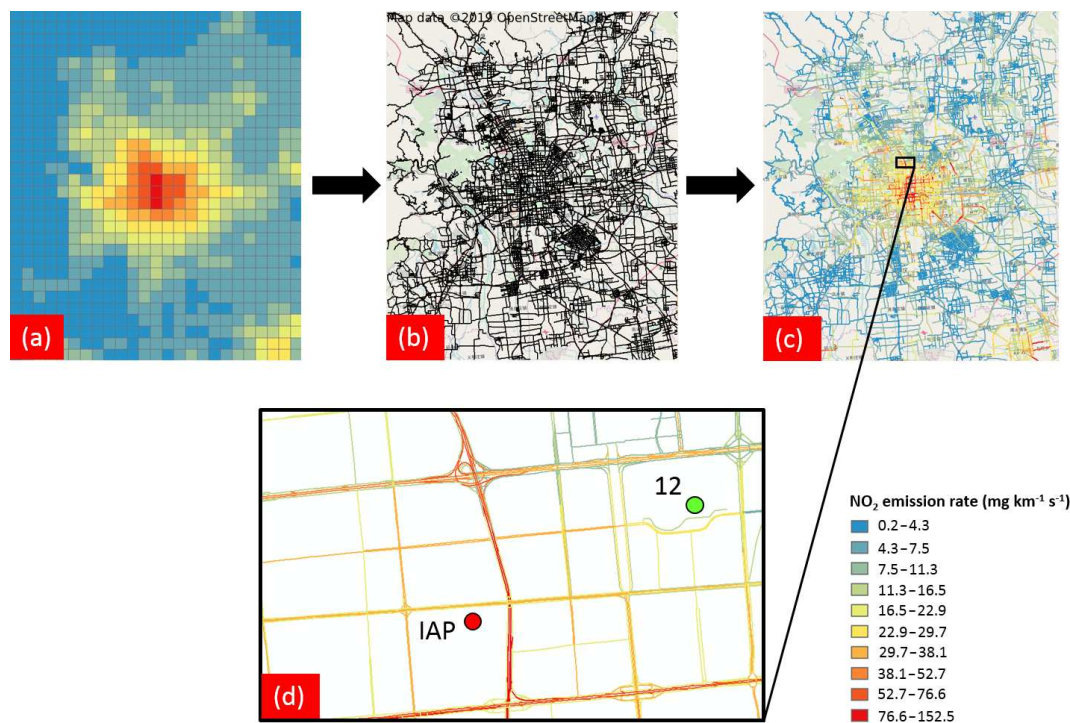 Map data ©2019 OpenStreetMap
(a)
(b)
(c)
12
IAP
(d)
NO₂ emission rate (mg km⁻¹ s⁻¹)
0.2–4.3
4.3–7.5
7.5–11.3
11.3–16.5
16.5–22.9
22.9–29.7
29.7–38.1
38.1–52.7
52.7–76.6
76.6–152.5